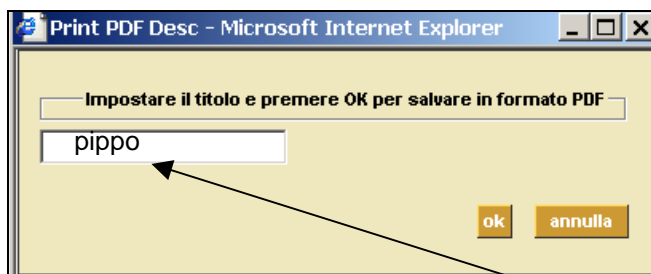 Print PDF Desc - Microsoft Internet Explorer
Impostare il titolo e premere OK per salvare in formato PDF
pippo
ok annulla